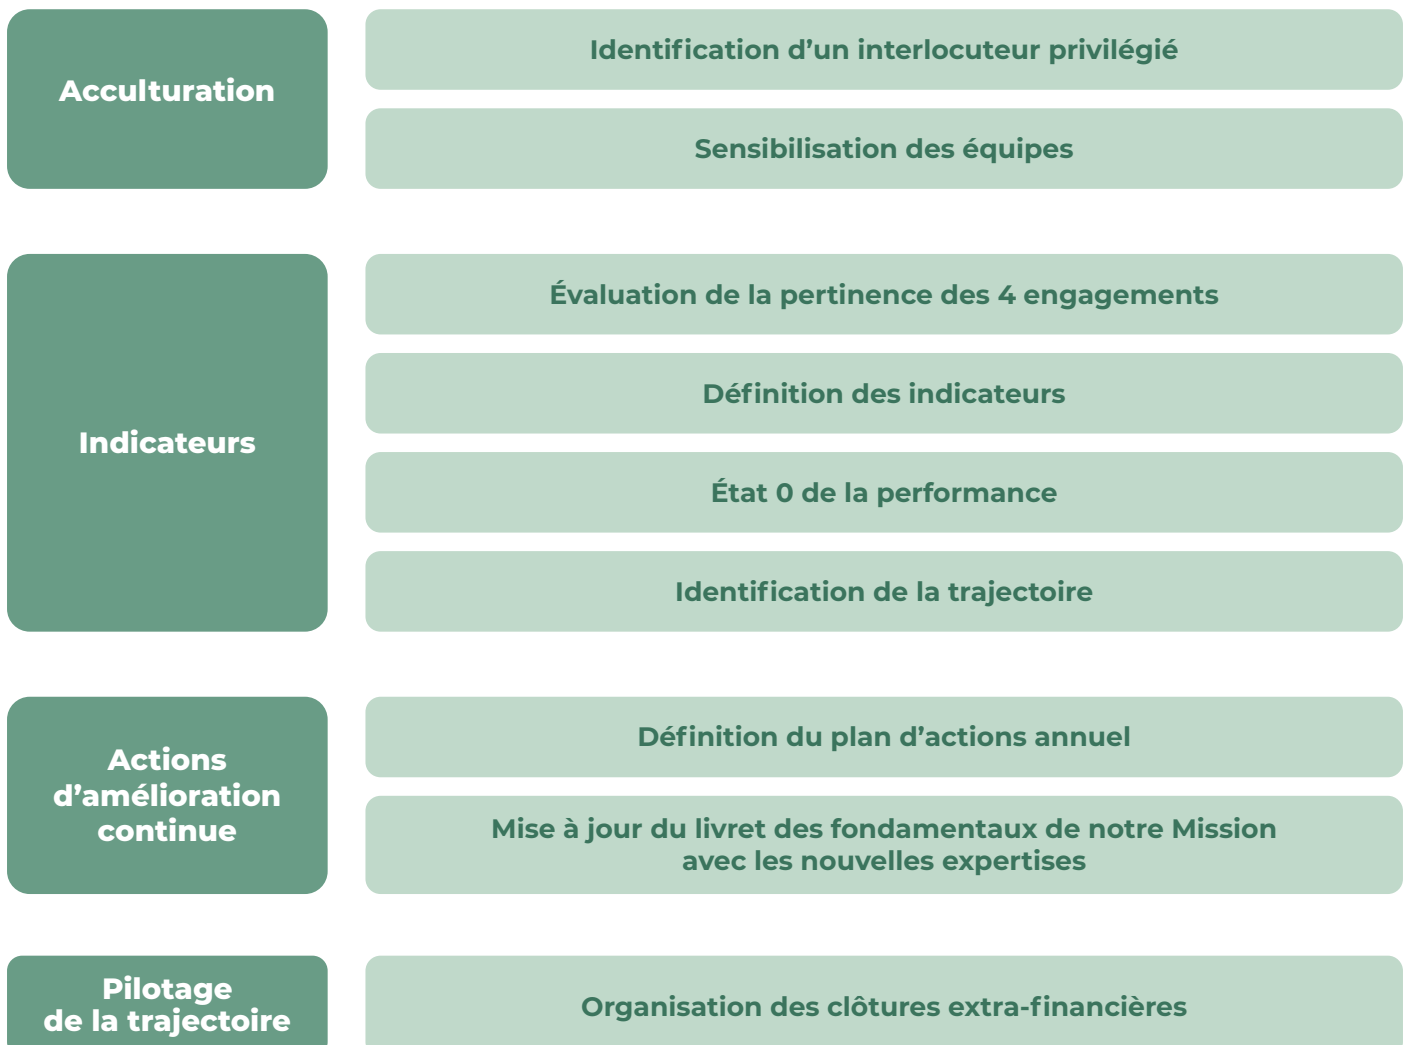 Acculturation
Identification d’un interlocuteur privilégié
Sensibilisation des équipes
Indicateurs
Évaluation de la pertinence des 4 engagements
Définition des indicateurs
État 0 de la performance
Identification de la trajectoire
Actions
d’amélioration
continue
Définition du plan d’actions annuel
Mise à jour du livret des fondamentaux de notre Mission
avec les nouvelles expertises
Pilotage
de la trajectoire
Organisation des clôtures extra-financières